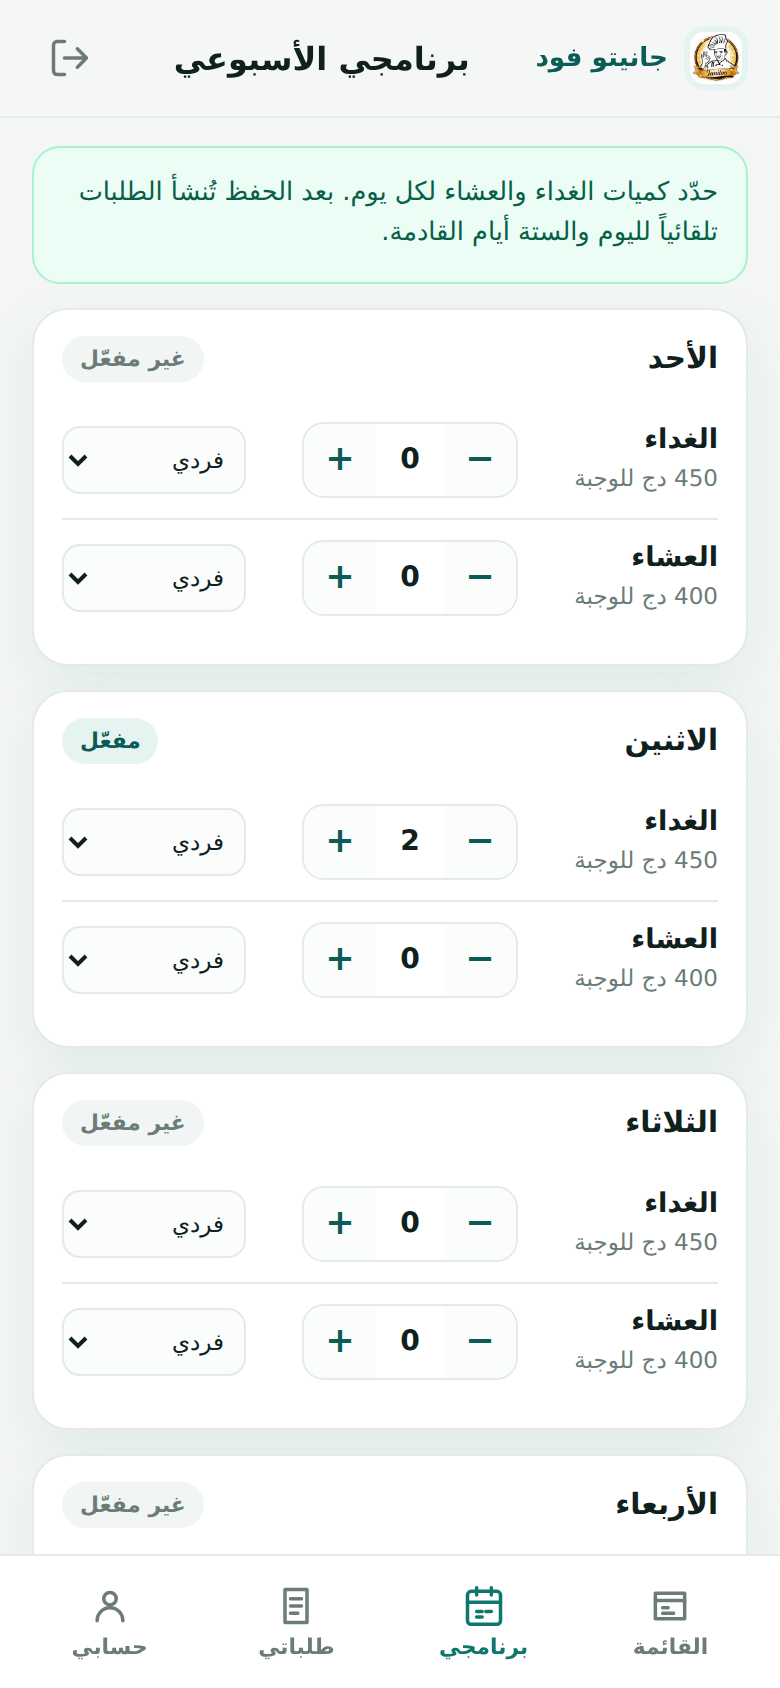 جانيتو فود
برنامجي الأسبوعي
حدّد كميات الغداء والعشاء لكل يوم. بعد الحفظ تُنشأ الطلبات
تلقائياً لليوم والستة أيام القادمة.
الأحد
غير مفعّل
الغداء
450 دج للوجبة
− 0 +
فردي
العشاء
400 دج للوجبة
− 0 +
فردي
الاثنين
مفعّل
الغداء
450 دج للوجبة
− 2 +
فردي
العشاء
400 دج للوجبة
− 0 +
فردي
الثلاثاء
غير مفعّل
الغداء
450 دج للوجبة
− 0 +
فردي
العشاء
400 دج للوجبة
− 0 +
فردي
الأربعاء
غير مفعّل
القائمة
برنامجي
طلباتي
حسابي